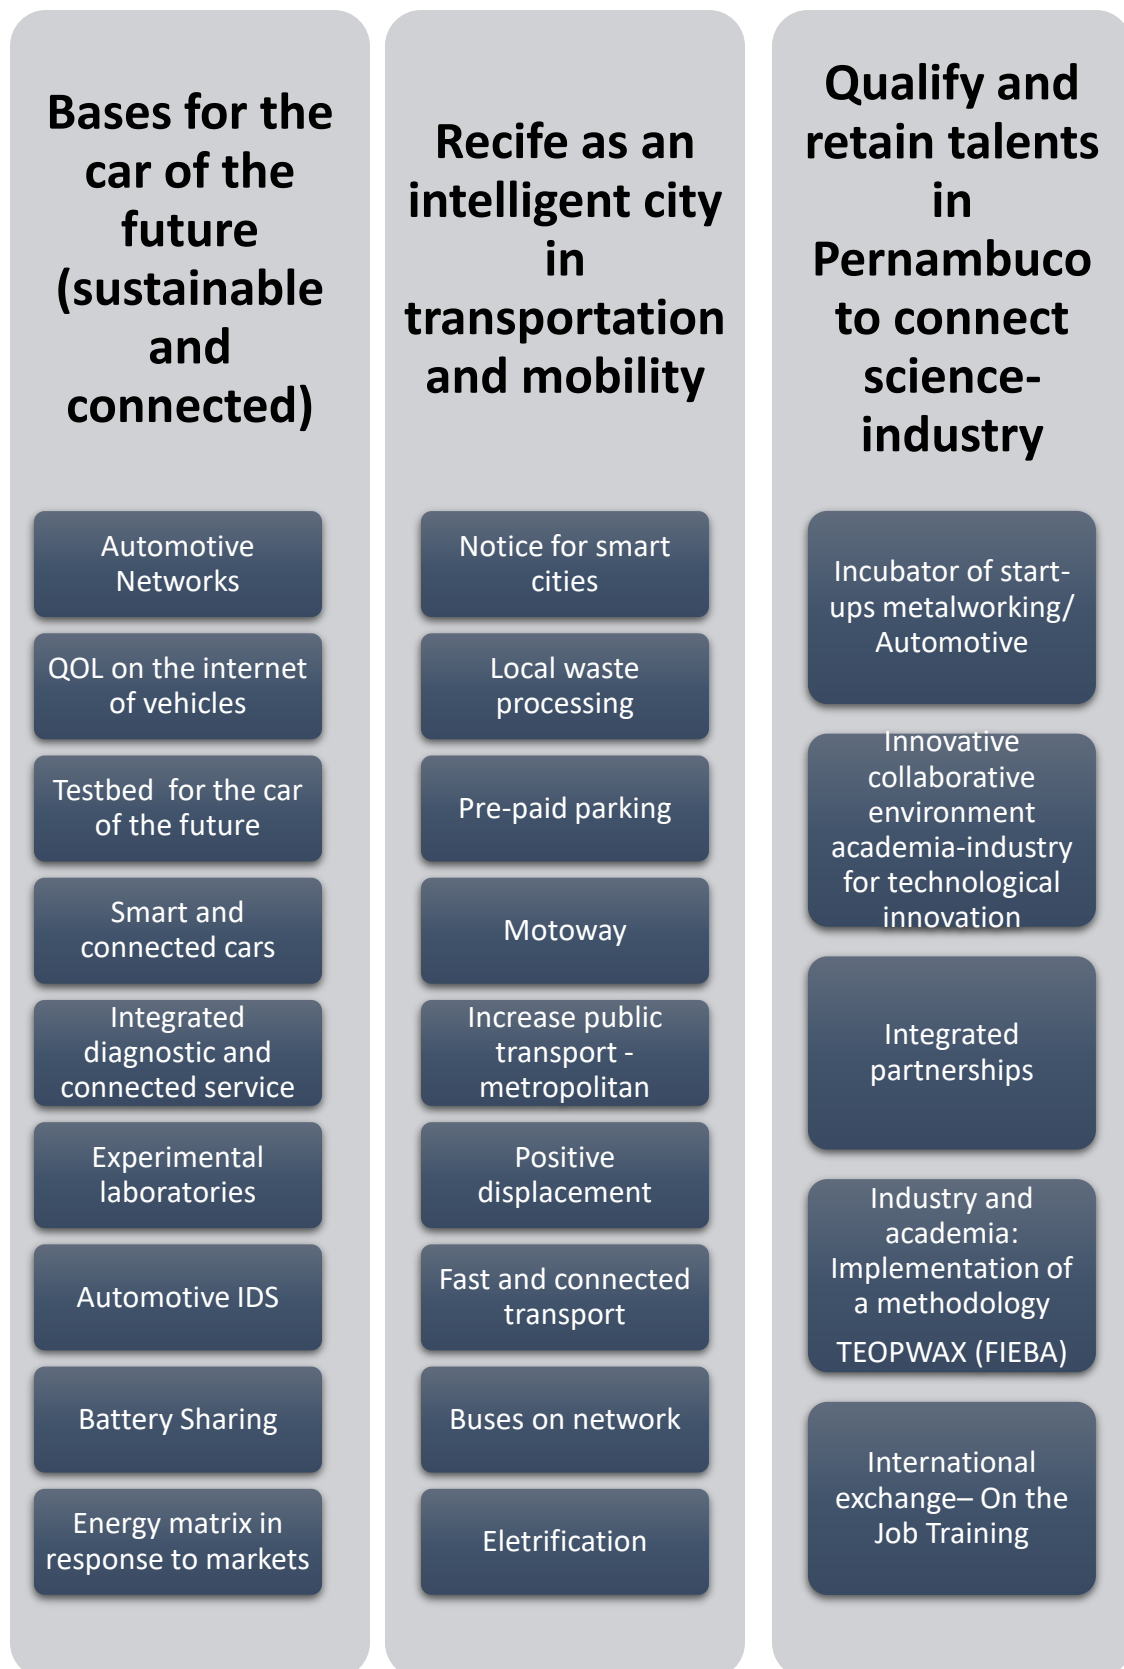 Bases for the
car of the
future
(sustainable
and
connected)
Automotive
Networks
QOL on the internet
of vehicles
Testbed  for the car
of the future
Smart and
connected cars
Integrated
diagnostic and
connected service
Experimental
laboratories
Automotive IDS
Battery Sharing
Energy matrix in
response to markets
Recife as an
intelligent city
in
transportation
and mobility
Notice for smart
cities
Local waste
processing
Pre-paid parking
Motoway
Increase public
transport -
metropolitan
Positive
displacement
Fast and connected
transport
Buses on network
Eletrification
Qualify and
retain talents
in
Pernambuco
to connect
science-
industry
Incubator of start-
ups metalworking/
Automotive
Innovative
collaborative
environment
academia-industry
for technological
innovation
Integrated
partnerships
Industry and
academia:
Implementation of
a methodology
TEOPWAX (FIEBA)
International
exchange– On the
Job Training